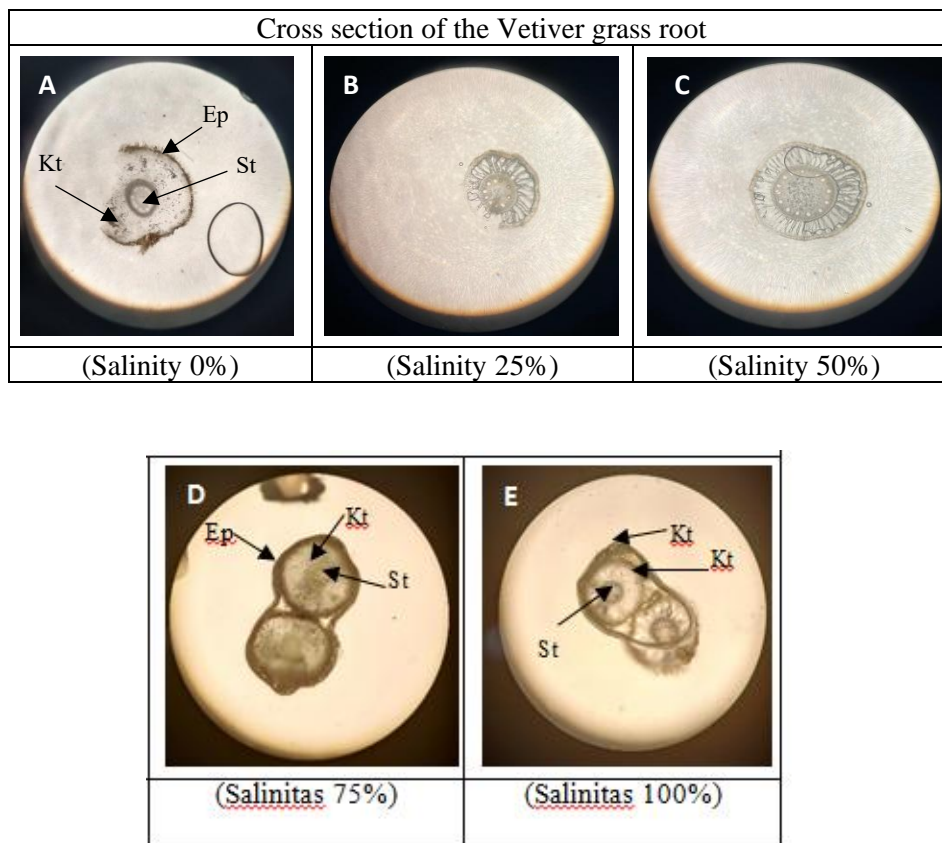 Cross section of the Vetiver grass root
A
Ep
Kt
St
B
C
(Salinity 0%)
(Salinity 25%)
(Salinity 50%)
D
Ep
Kt
St
E
Kt
Kt
St
(Salinitas 75%)
(Salinitas 100%)